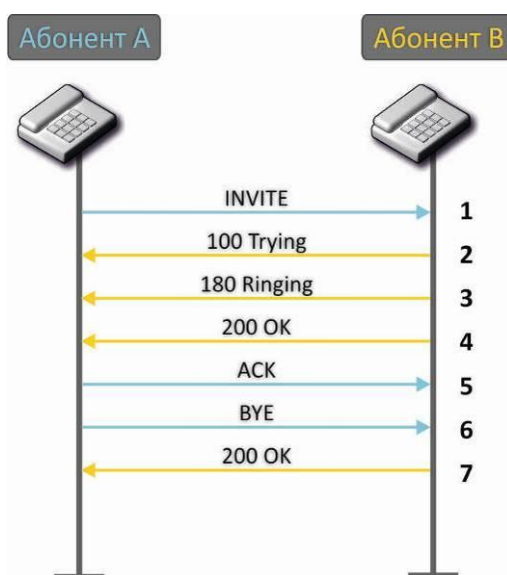 Абонент А
Абонент В
INVITE
1
100 Trying
2
180 Ringing
3
200 OK
4
ACK
5
BYE
6
200 OK
7